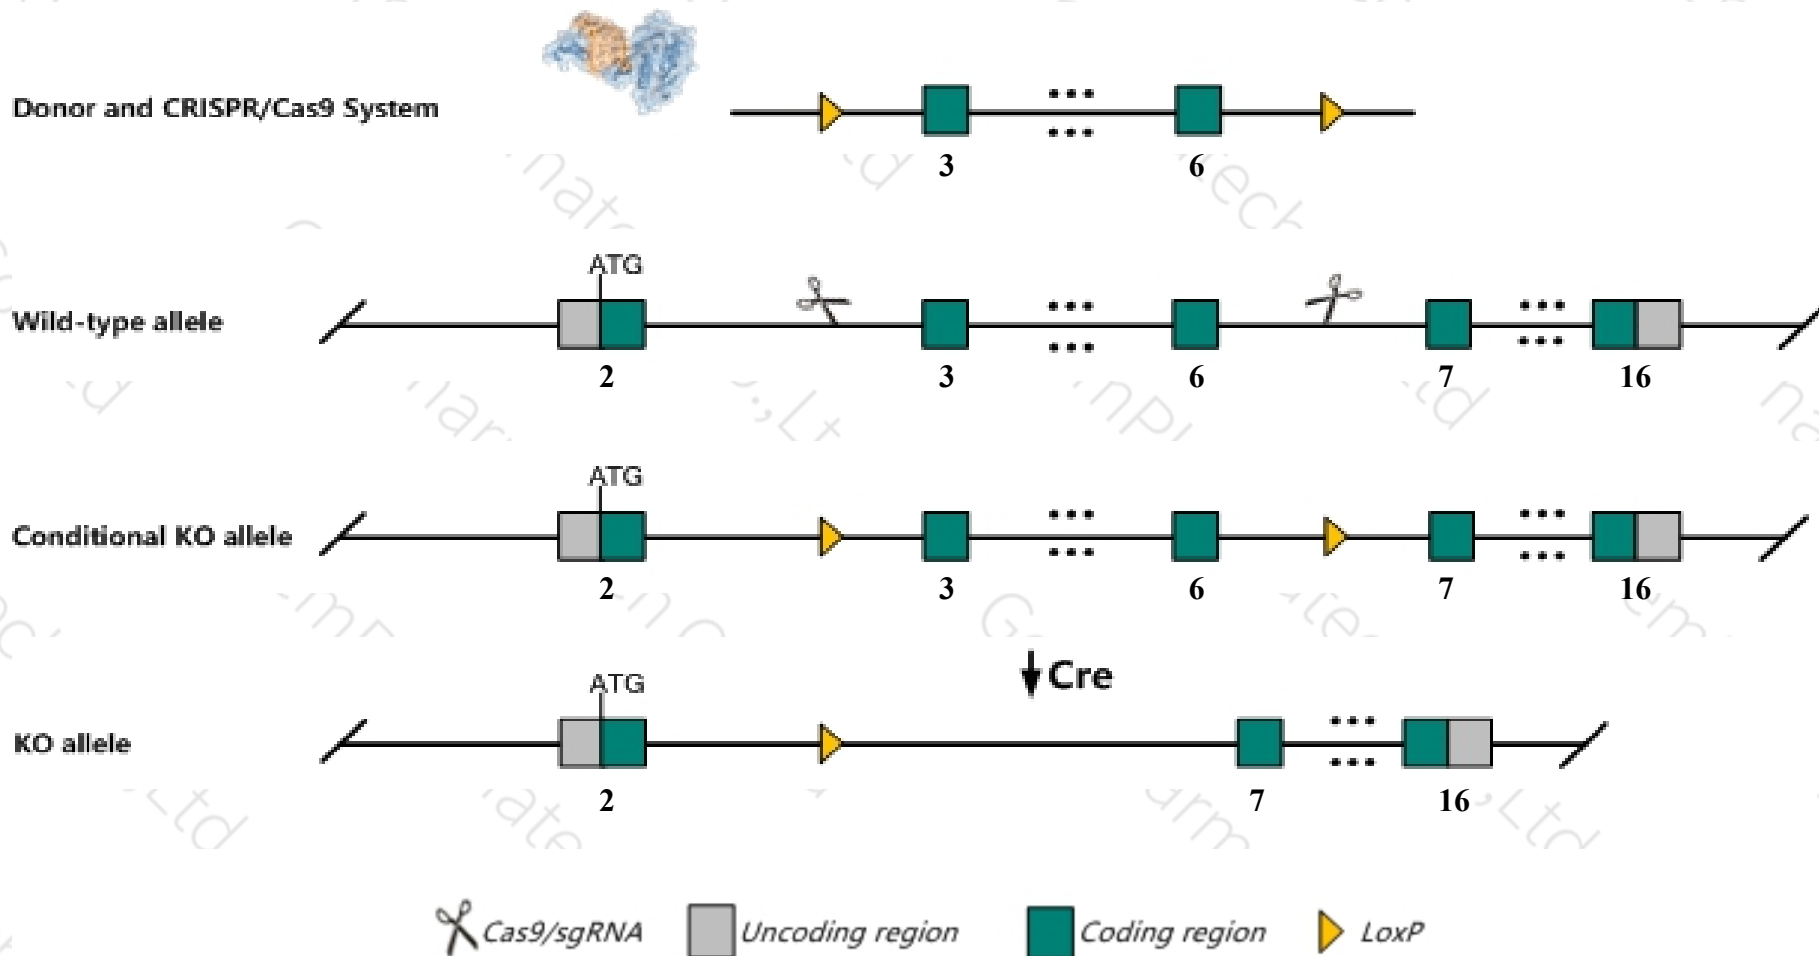 Donor and CRISPR/Cas9 System
3 6
ATG
Wild-type allele
2 3 6 7 16
ATG
Conditional KO allele
2 3 6 7 16
Cre
ATG
KO allele
2 7 16
Cas9/sgRNA Uncoding region Coding region LoxP